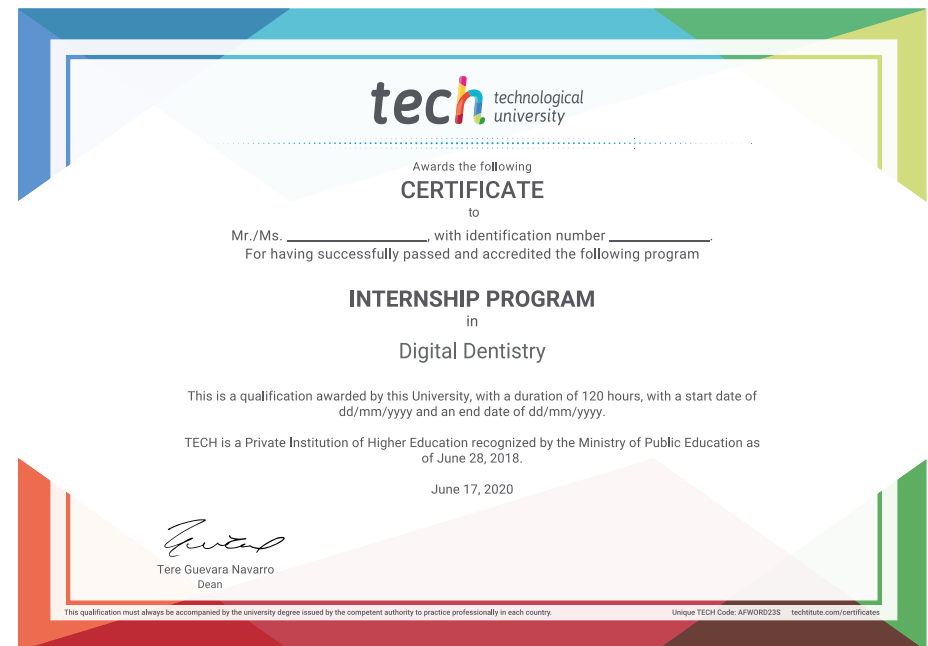 tech technological
university
Awards the following
CERTIFICATE
to
Mr./Ms. ____________________, with identification number ______________.
For having successfully passed and accredited the following program
INTERNSHIP PROGRAM
in
Digital Dentistry
This is a qualification awarded by this University, with a duration of 120 hours, with a start date of
dd/mm/yyyy and an end date of dd/mm/yyyy.
TECH is a Private Institution of Higher Education recognized by the Ministry of Public Education as
of June 28, 2018.
June 17, 2020
Tere Guevara Navarro
Dean
This qualification must always be accompanied by the university degree issued by the competent authority to practice professionally in each country.
Unique TECH Code: AFWORD23S techtitute.com/certificates